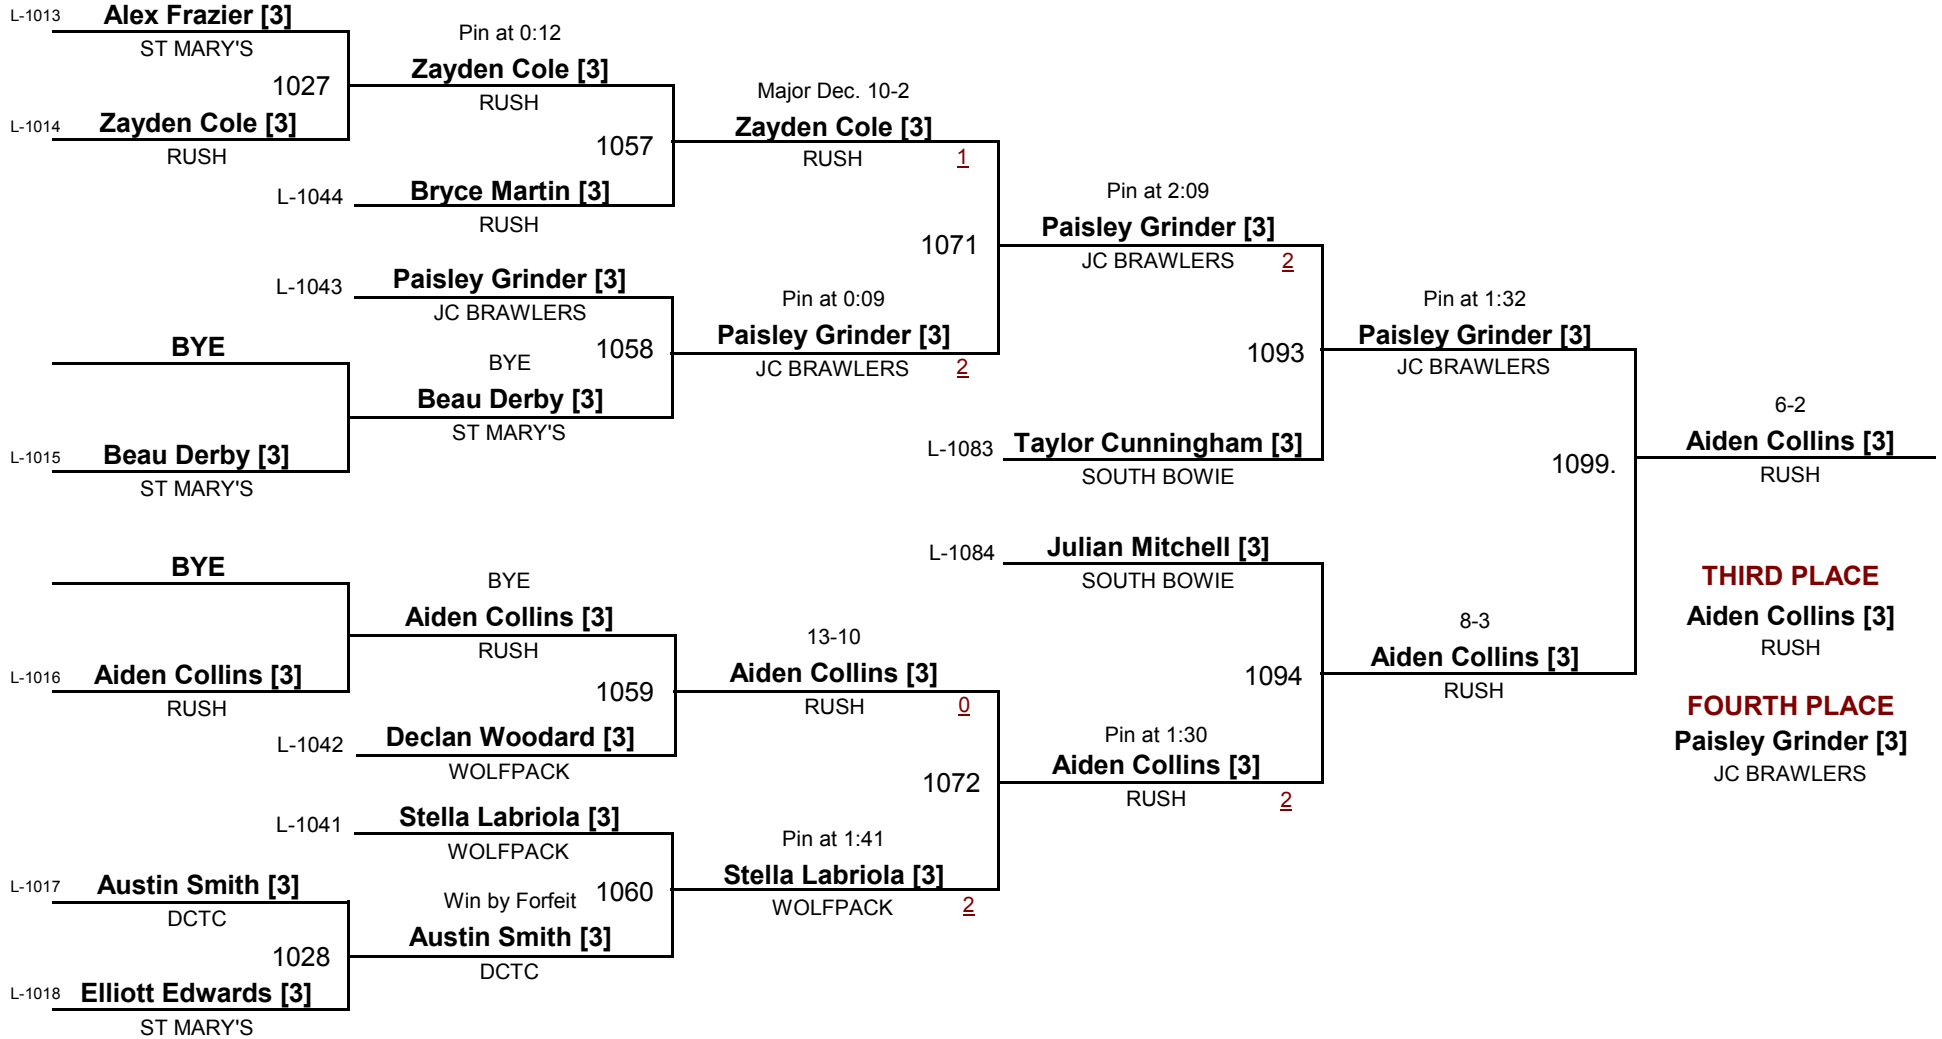 L-1013 Alex Frazier [3]
ST MARY'S
1027
L-1014 Zayden Cole [3]
RUSH
Pin at 0:12
Zayden Cole [3]
RUSH
1057
L-1044 Bryce Martin [3]
RUSH
Major Dec. 10-2
Zayden Cole [3]
RUSH 1
1071
L-1043 Paisley Grinder [3]
JC BRAWLERS
1058
BYE
BYE
Beau Derby [3]
ST MARY'S
L-1015 Beau Derby [3]
ST MARY'S
Pin at 0:09
Paisley Grinder [3]
JC BRAWLERS 2
Pin at 2:09
Paisley Grinder [3]
JC BRAWLERS 2
1093
L-1083 Taylor Cunningham [3]
SOUTH BOWIE
Pin at 1:32
Paisley Grinder [3]
JC BRAWLERS
1099.
6-2
Aiden Collins [3]
RUSH
BYE
L-1016 Aiden Collins [3]
RUSH
BYE
Aiden Collins [3]
RUSH
1059
L-1042 Declan Woodard [3]
WOLFPACK
13-10
Aiden Collins [3]
RUSH 0
1072
L-1041 Stella Labriola [3]
WOLFPACK
1060
L-1017 Austin Smith [3]
DCTC
1028
L-1018 Elliott Edwards [3]
ST MARY'S
Win by Forfeit
Austin Smith [3]
DCTC
Pin at 1:41
Stella Labriola [3]
WOLFPACK 2
L-1084 Julian Mitchell [3]
SOUTH BOWIE
1094
Pin at 1:30
Aiden Collins [3]
RUSH 2
8-3
Aiden Collins [3]
RUSH
THIRD PLACE
Aiden Collins [3]
RUSH
FOURTH PLACE
Paisley Grinder [3]
JC BRAWLERS